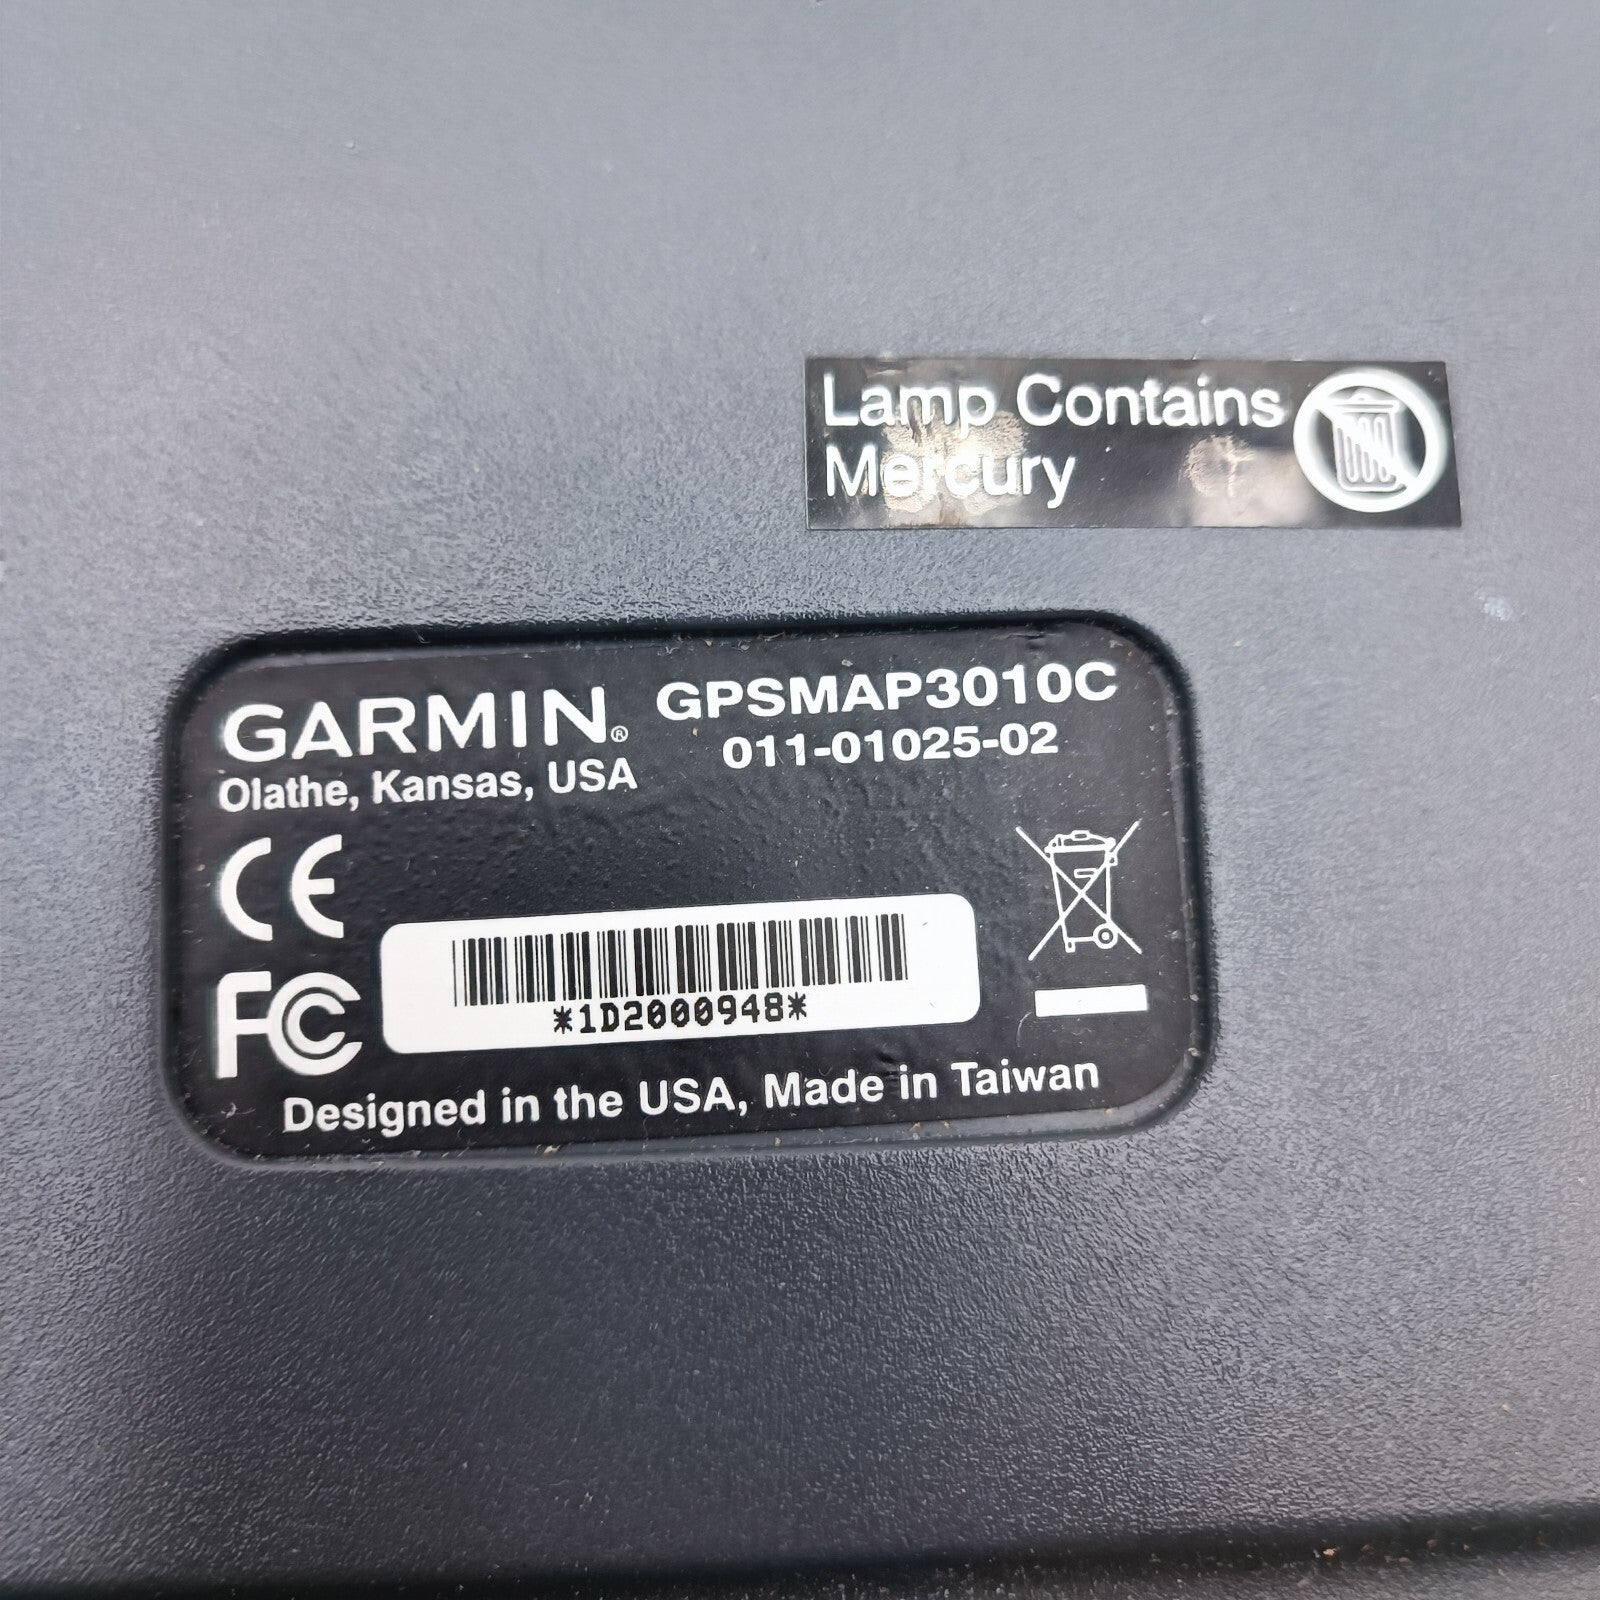 Lamp Contains
Mercury
GARMIN® GPSMAP3010C
011-01025-02
Olathe, Kansas, USA
CE
FC
*1D2000948*
Designed in the USA, Made in Taiwan